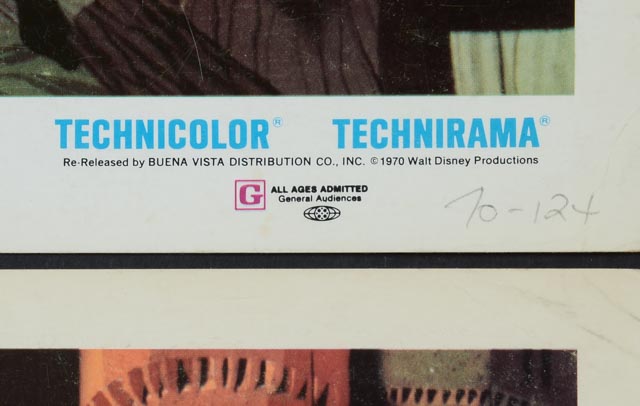 TECHNICOLOR® TECHNIRAMA®
Re-Released by BUENA VISTA DISTRIBUTION CO., INC. ©1970 Walt Disney Productions
G ALL AGES ADMITTED
General Audiences
70-124